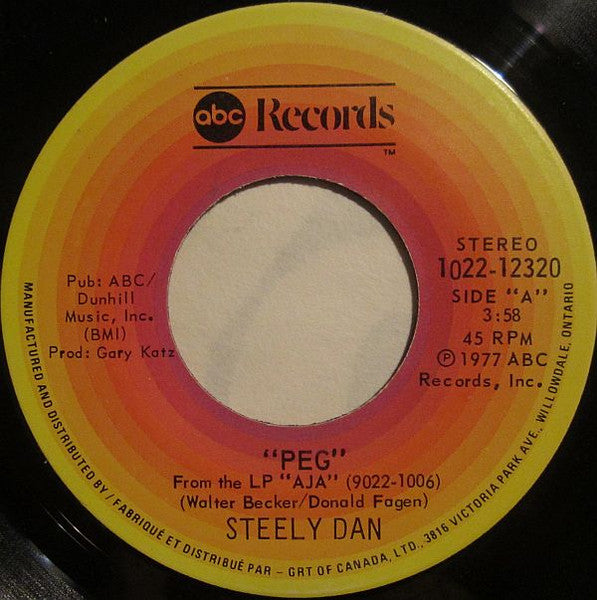 abc Records
TM
Pub: ABC/
Dunhill
Music, Inc.
(BMI)
Prod: Gary Katz
STEREO
1022-12320
SIDE "A"
3:58
45 RPM
Ⓟ 1977 ABC
Records, Inc.
"PEG"
From the LP "AJA" (9022-1006)
(Walter Becker/Donald Fagen)
STEELY DAN
MANUFACTURED AND DISTRIBUTED BY / FABRIQUÉ ET DISTRIBUÉ PAR – GRT OF CANADA, LTD., 3816 VICTORIA PARK AVE., WILLOWDALE, ONTARIO